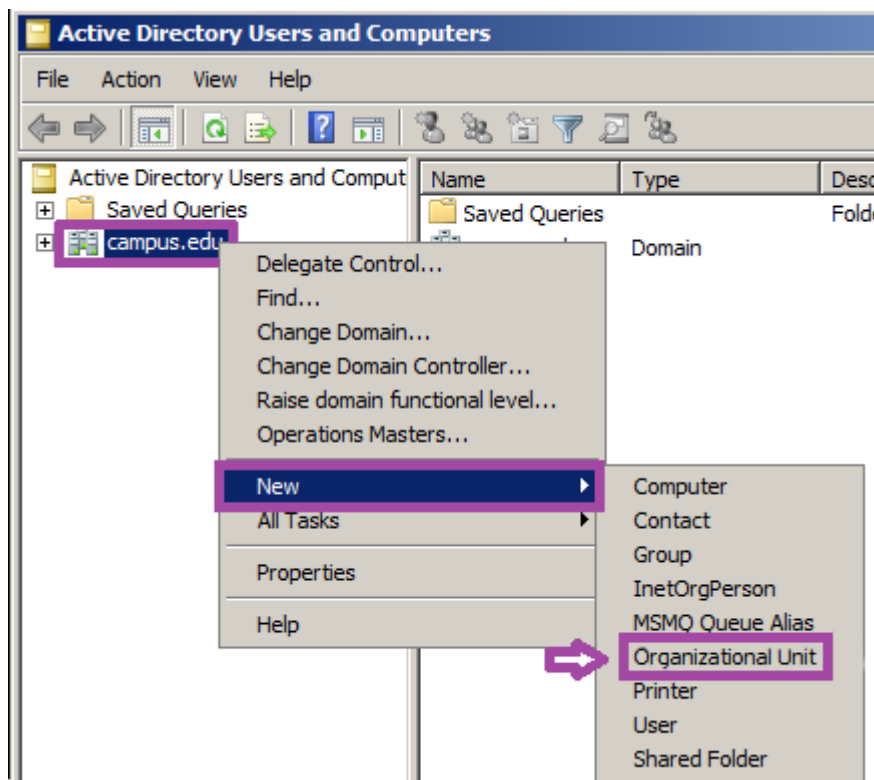 Active Directory Users and Computers
File Action View Help
Active Directory Users and Comput
Name Type Desc
Saved Queries
Saved Queries Folde
campus.edu
Domain
Delegate Control...
Find...
Change Domain...
Change Domain Controller...
Raise domain functional level...
Operations Masters...
New
All Tasks
Properties
Help
Computer
Contact
Group
InetOrgPerson
MSMQ Queue Alias
Organizational Unit
Printer
User
Shared Folder